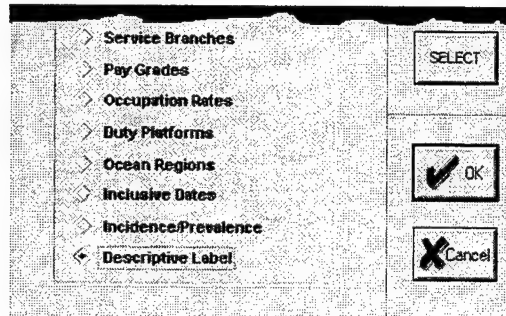 Service Branches
Pay Grades
Occupation Rates
Duty Platforms
Ocean Regions
Inclusive Dates
Incidence/Prevalence
Descriptive Label
SELECT
OK
Cancel